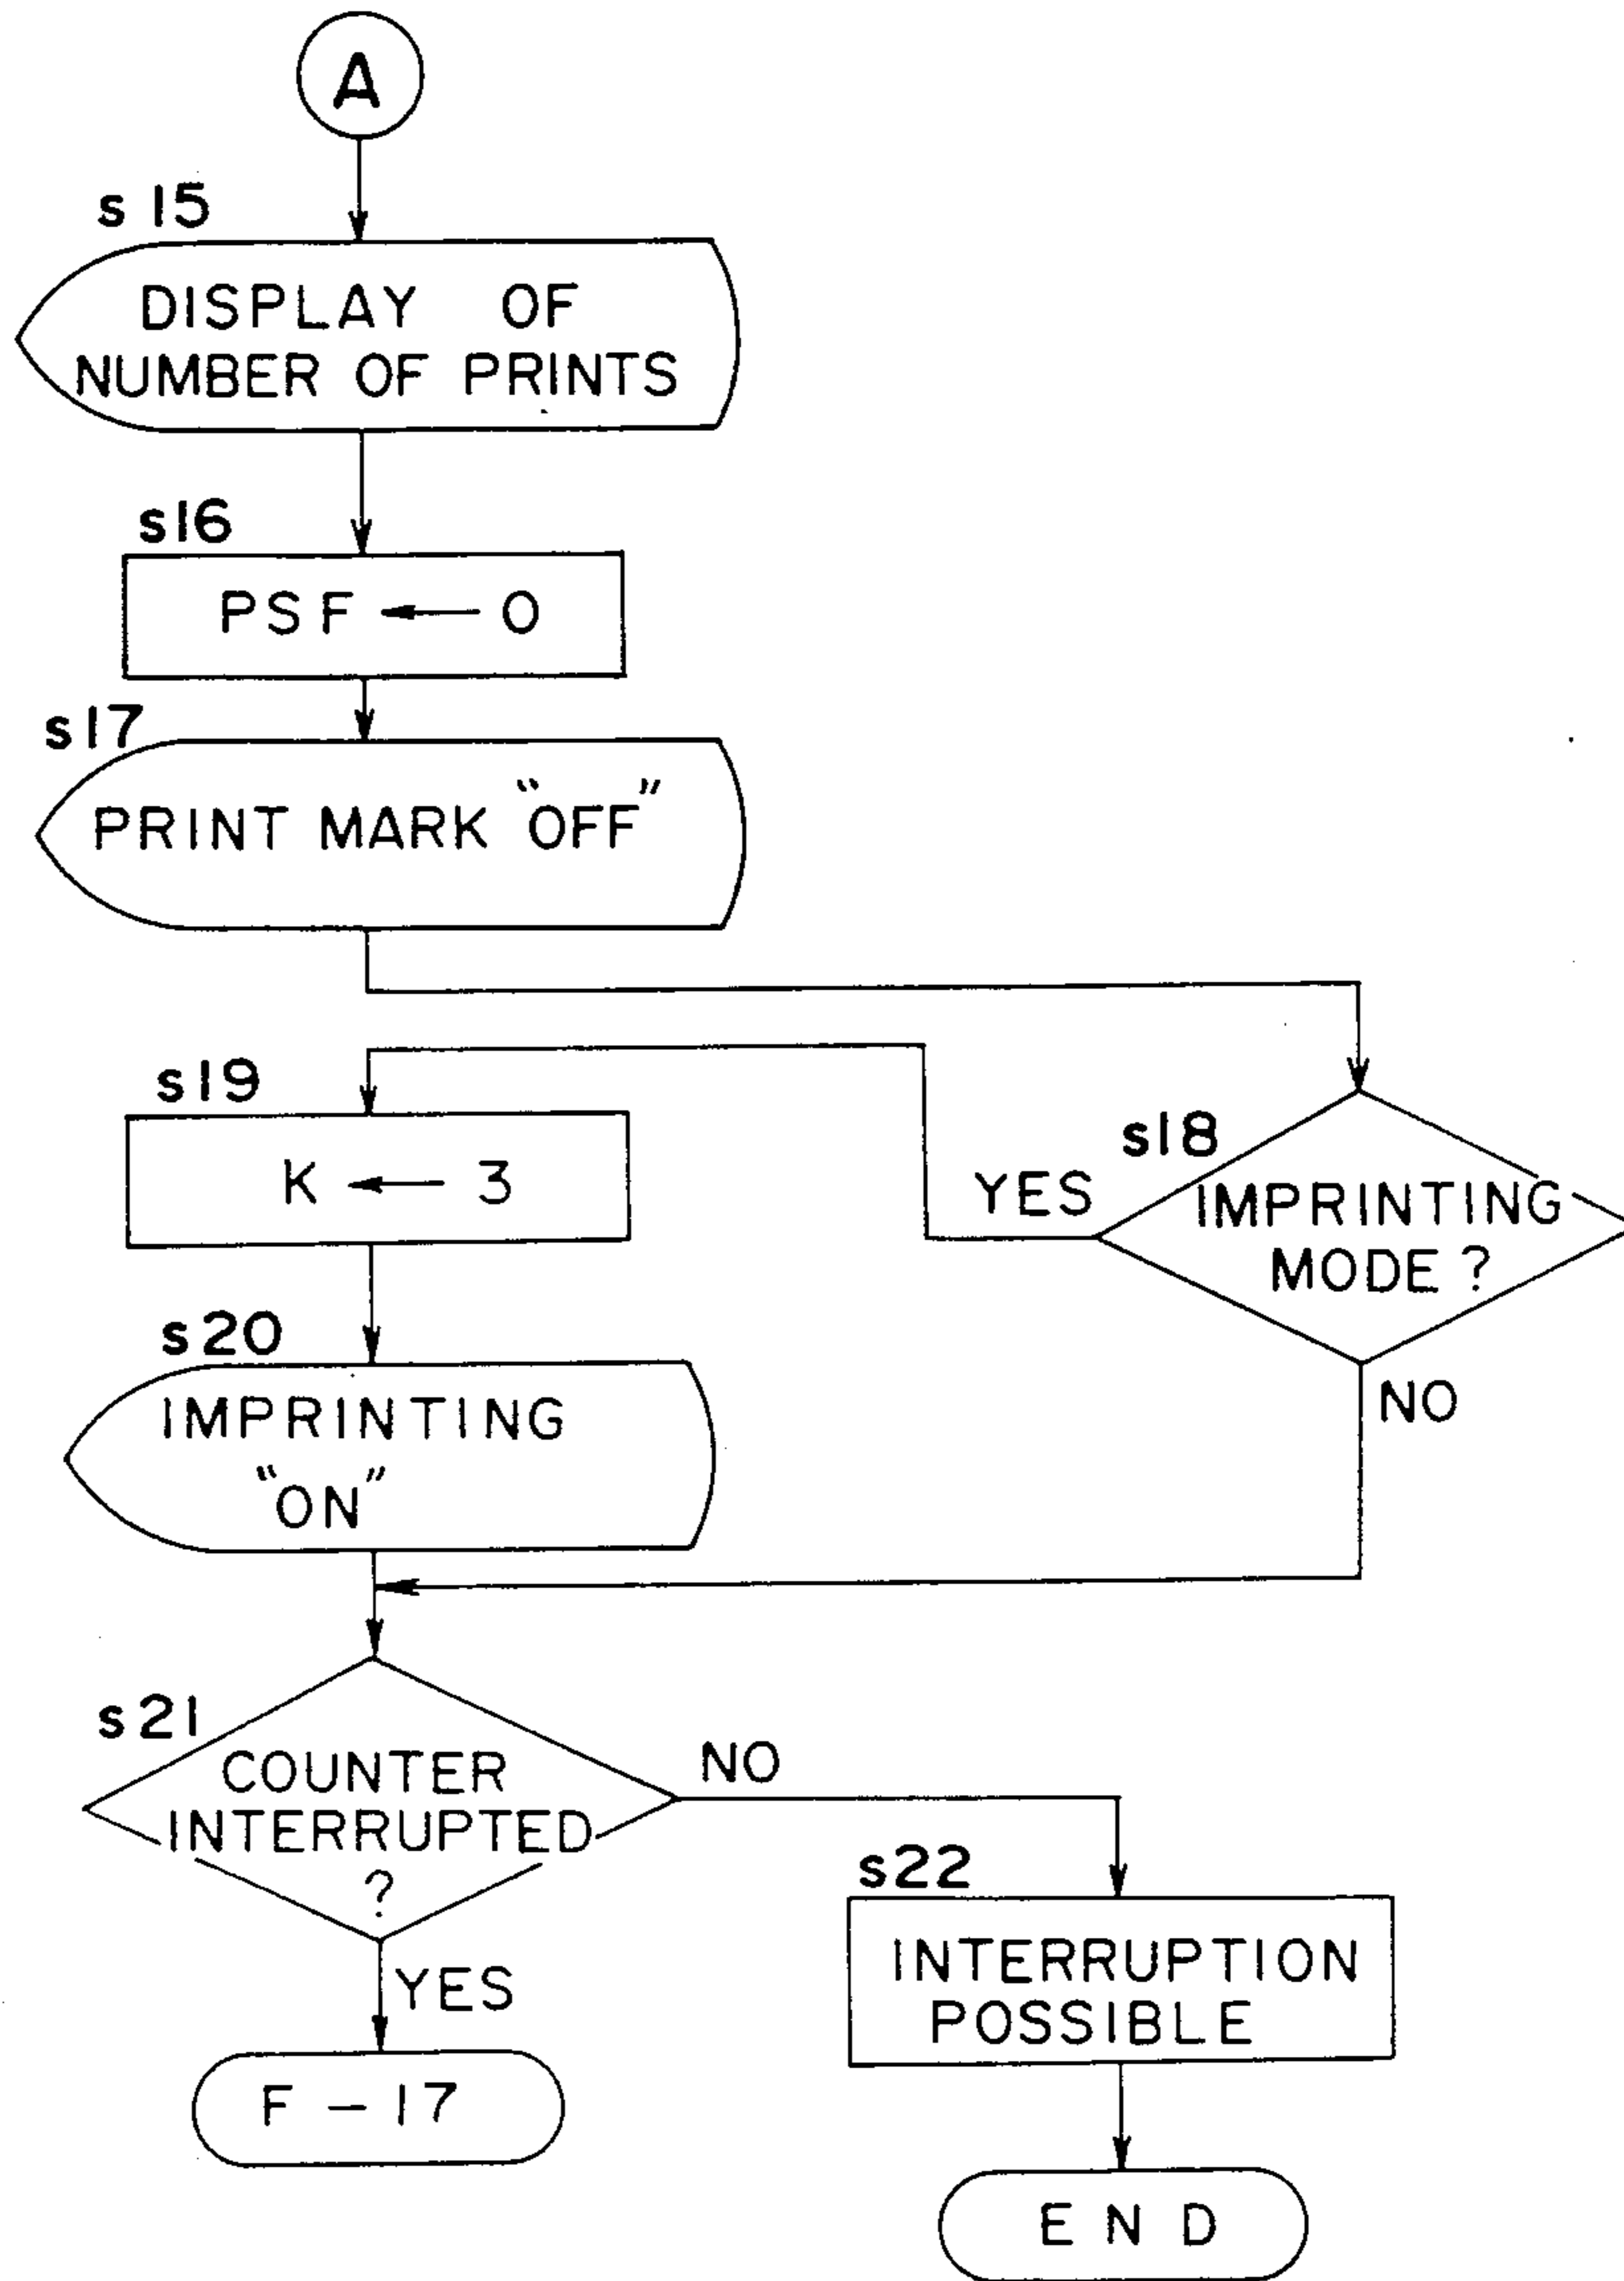 A
s15
DISPLAY OF
NUMBER OF PRINTS
s16
PSF ← 0
s17
PRINT MARK "OFF"
s18
IMPRINTING
MODE ?
YES
NO
s19
K ← 3
s20
IMPRINTING
"ON"
s21
COUNTER
INTERRUPTED
?
NO
YES
s22
INTERRUPTION
POSSIBLE
F-17
END